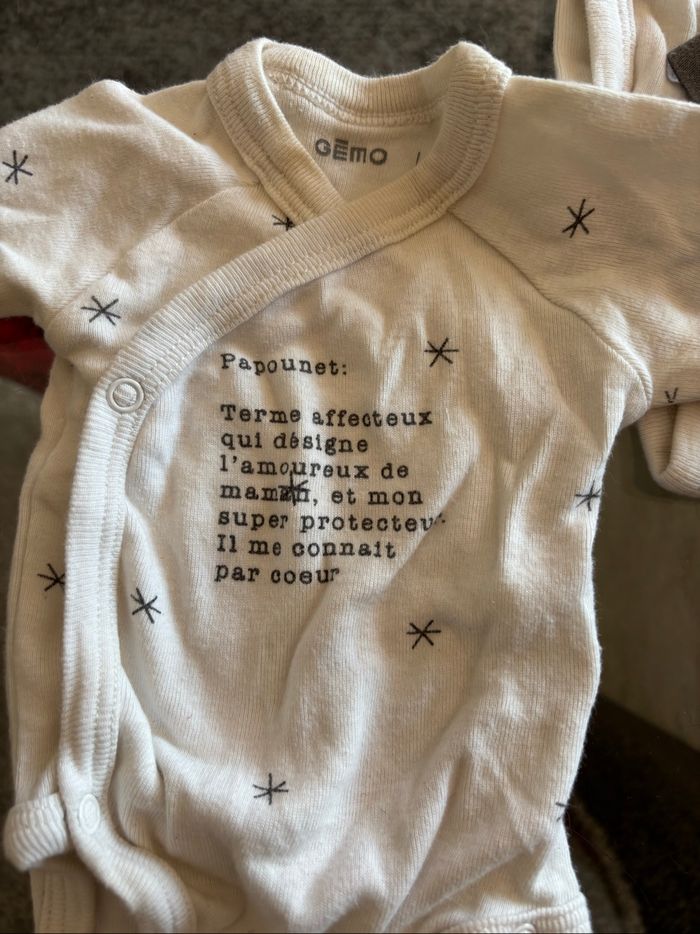 GEMO
Papounet:
Terme affecteux
qui désigne
l'amoureux de
maman, et mon
super protecteur
Il me connait
par coeur